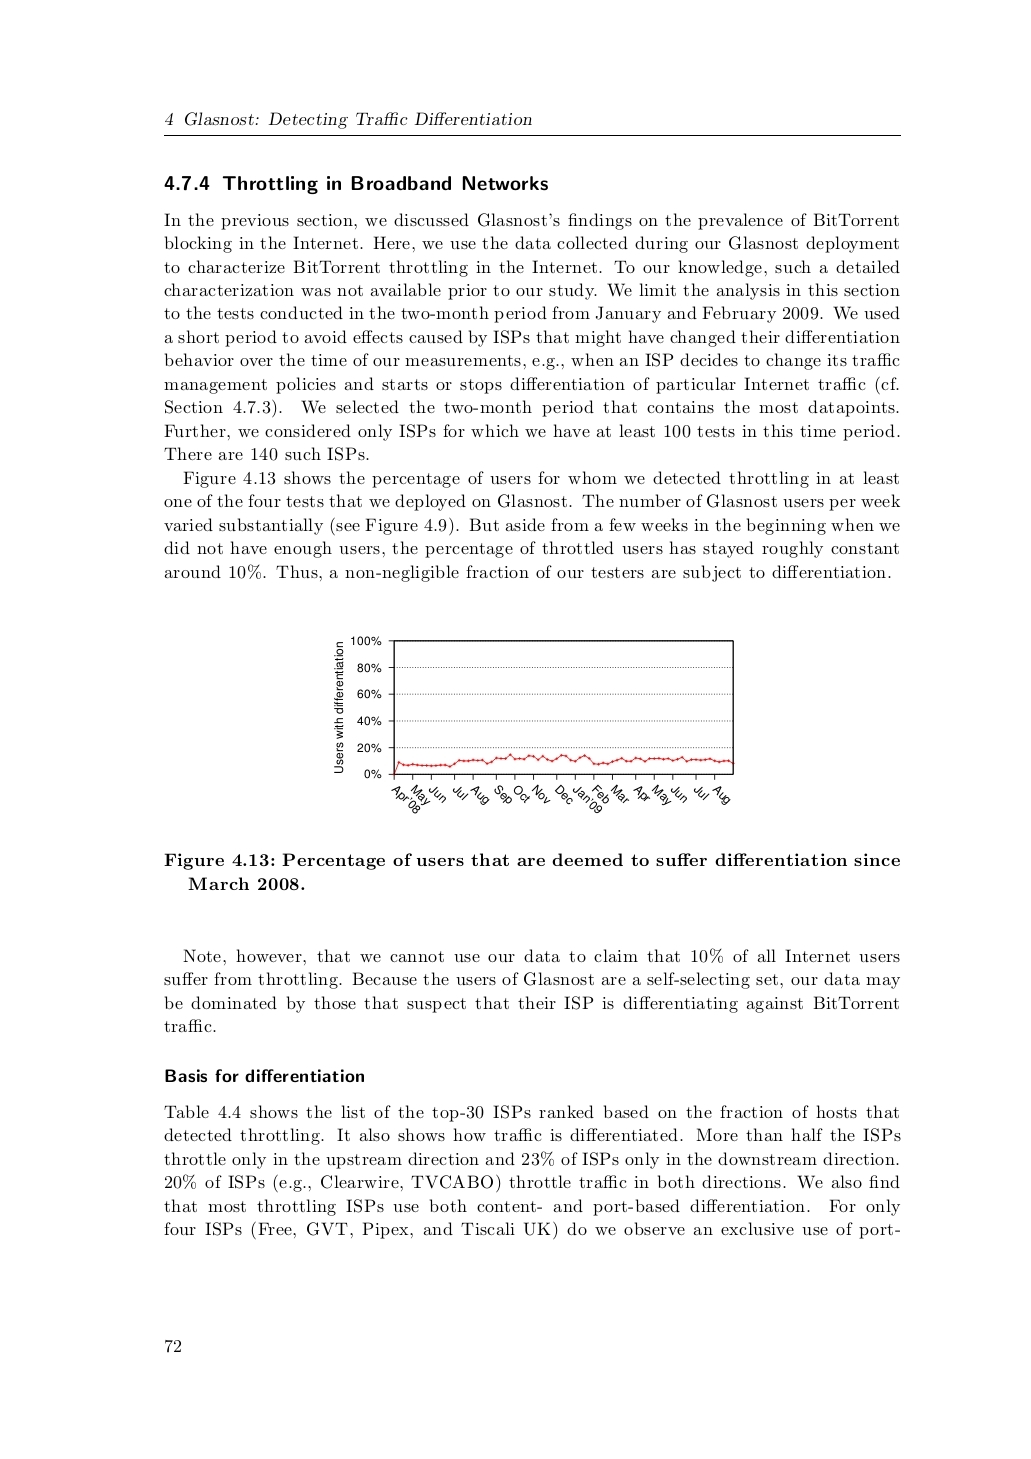 4 Glasnost: Detecting Traffic Differentiation
4.7.4 Throttling in Broadband Networks
In the previous section, we discussed Glasnost's findings on the prevalence of BitTorrent
blocking in the Internet. Here, we use the data collected during our Glasnost deployment
to characterize BitTorrent throttling in the Internet. To our knowledge, such a detailed
characterization was not available prior to our study. We limit the analysis in this section
to the tests conducted in the two-month period from January and February 2009. We used
a short period to avoid effects caused by ISPs that might have changed their differentiation
behavior over the time of our measurements, e.g., when an ISP decides to change its traffic
management policies and starts or stops differentiation of particular Internet traffic (cf.
Section 4.7.3). We selected the two-month period that contains the most datapoints.
Further, we considered only ISPs for which we have at least 100 tests in this time period.
There are 140 such ISPs.
Figure 4.13 shows the percentage of users for whom we detected throttling in at least
one of the four tests that we deployed on Glasnost. The number of Glasnost users per week
varied substantially (see Figure 4.9). But aside from a few weeks in the beginning when we
did not have enough users, the percentage of throttled users has stayed roughly constant
around 10%. Thus, a non-negligible fraction of our testers are subject to differentiation.
Users with differentiation
100%
80%
60%
40%
20%
0%
Apr'08 May Jun Jul Aug Sep Oct Nov Dec Jan'09 Feb Mar Apr May Jun Jul Aug
Figure 4.13: Percentage of users that are deemed to suffer differentiation since
March 2008.
Note, however, that we cannot use our data to claim that 10% of all Internet users
suffer from throttling. Because the users of Glasnost are a self-selecting set, our data may
be dominated by those that suspect that their ISP is differentiating against BitTorrent
traffic.
Basis for differentiation
Table 4.4 shows the list of the top-30 ISPs ranked based on the fraction of hosts that
detected throttling. It also shows how traffic is differentiated. More than half the ISPs
throttle only in the upstream direction and 23% of ISPs only in the downstream direction.
20% of ISPs (e.g., Clearwire, TVCABO) throttle traffic in both directions. We also find
that most throttling ISPs use both content- and port-based differentiation. For only
four ISPs (Free, GVT, Pipex, and Tiscali UK) do we observe an exclusive use of port-
72